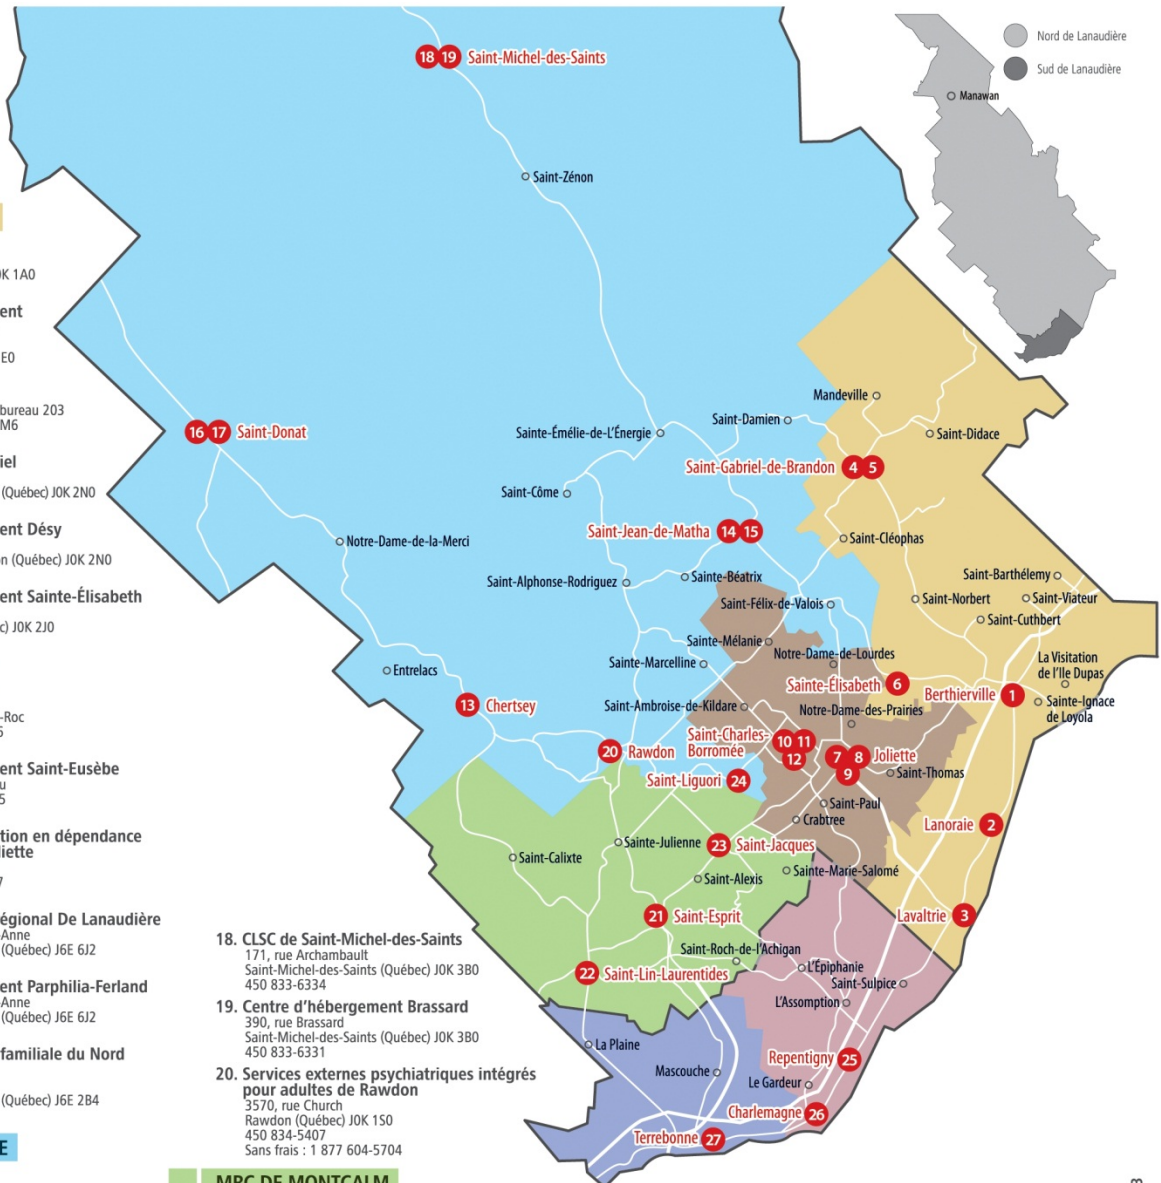 18 19 Saint-Michel-des-Saints
Nord de Lanaudière
Sud de Lanaudière
Manawan
Saint-Zénon
K 1A0
ent
E0
bureau 203
M6
iel
(Québec) J0K 2N0
ent Désy
n (Québec) J0K 2N0
ent Sainte-Élisabeth
c) J0K 2J0
-Roc
ent Saint-Eusèbe
u
5
tion en dépendance
liette
7
égional De Lanaudière
-Anne
(Québec) J6E 6J2
ent Parphilia-Ferland
-Anne
(Québec) J6E 6J2
familiale du Nord
(Québec) J6E 2B4
E
Mandeville
Saint-Damien
Saint-Didace
16 17 Saint-Donat
Sainte-Émélie-de-L'Énergie
Saint-Gabriel-de-Brandon 4 5
Saint-Côme
Saint-Jean-de-Matha 14 15
Saint-Cléophas
Notre-Dame-de-la-Merci
Saint-Alphonse-Rodriguez
Sainte-Béatrix
Saint-Barthélemy
Saint-Félix-de-Valois
Saint-Norbert
Saint-Viateur
Saint-Cuthbert
Sainte-Mélanie
Notre-Dame-de-Lourdes
La Visitation
de l'Ile Dupas
Sainte-Marcelline
Entrelacs
Sainte-Élisabeth 6
Berthierville 1
Sainte-Ignace
de Loyola
13 Chertsey
Saint-Ambroise-de-Kildare
Notre-Dame-des-Prairies
20 Rawdon
Saint-Charles-
Borromée
10 11
12
7 8 Joliette
9
Saint-Thomas
Saint-Liguori 24
Saint-Paul
Crabtree
Lanoraie 2
Sainte-Julienne
23 Saint-Jacques
Saint-Calixte
Saint-Alexis
Sainte-Marie-Salomé
21 Saint-Esprit
Lavaltrie 3
Saint-Roch-de-l'Achigan
22 Saint-Lin-Laurentides
L'Épiphanie
Saint-Sulpice
L'Assomption
La Plaine
Repentigny 25
Mascouche
Le Gardeur
Charlemagne 26
Terrebonne 27
18. CLSC de Saint-Michel-des-Saints
171, rue Archambault
Saint-Michel-des-Saints (Québec) J0K 3B0
450 833-6334
19. Centre d'hébergement Brassard
390, rue Brassard
Saint-Michel-des-Saints (Québec) J0K 3B0
450 833-6331
20. Services externes psychiatriques intégrés
pour adultes de Rawdon
3570, rue Church
Rawdon (Québec) J0K 1S0
450 834-5407
Sans frais : 1 877 604-5704
MRC DE MONTCALM